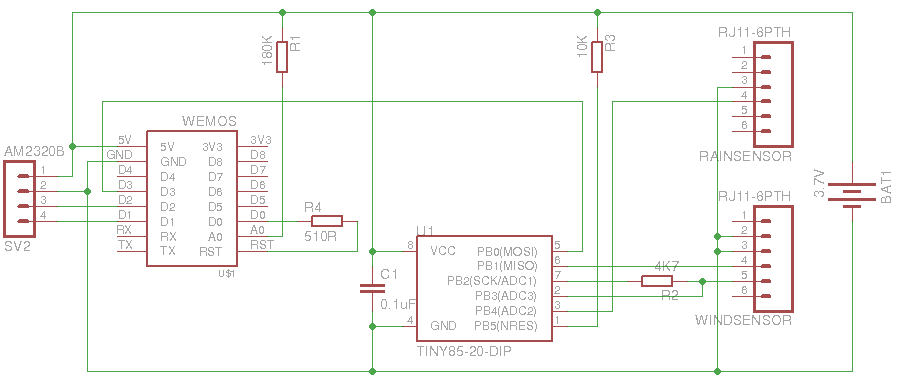 RJ11-6PTH
180K
R1
10K
R3
1
2
3
4
5
6
RAINSENSOR
WEMOS
AM2320B
1
2
3
4
SV2
5V
GND
D4
D3
D2
D1
RX
TX
5V
GND
D4
D3
D2
D1
RX
TX
3V3
D8
D7
D6
D5
D0
A0
RST
3V3
D8
D7
D6
D5
D0
A0
RST
U$1
R4
510R
3.7V
BAT1
RJ11-6PTH
1
2
3
4
5
6
WINDSENSOR
U1
8
VCC
4
GND
PB0(MOSI)
PB1(MISO)
PB2(SCK/ADC1)
PB3(ADC3)
PB4(ADC2)
PB5(NRES)
5
6
7
2
3
1
TINY85-20-DIP
4K7
R2
C1
0.1uF